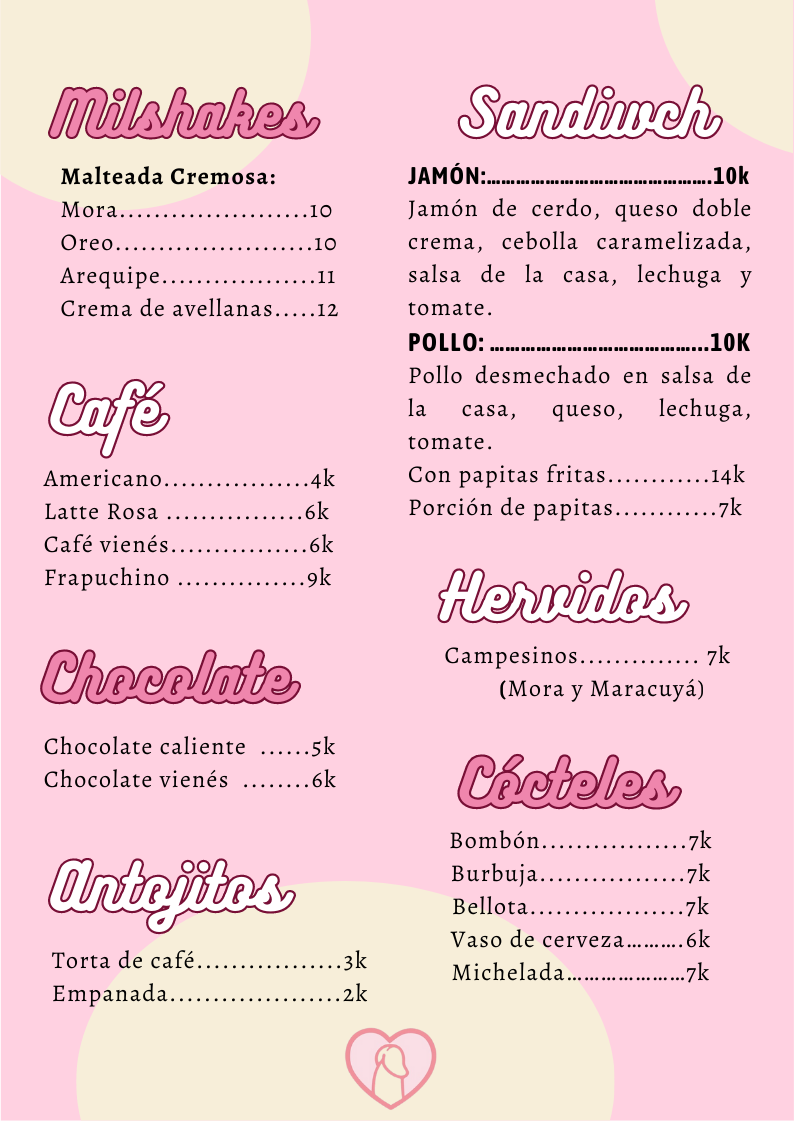 Milshakes
Malteada Cremosa:
Mora......................10
Oreo.......................10
Arequipe..................11
Crema de avellanas.....12
Café
Americano.................4k
Latte Rosa ................6k
Café vienés................6k
Frapuchino ...............9k
Chocolate
Chocolate caliente ......5k
Chocolate vienés ........6k
Antojitos
Torta de café.................3k
Empanada....................2k
Sandiwch
JAMÓN:……………………………………….10k
Jamón de cerdo, queso doble
crema, cebolla caramelizada,
salsa de la casa, lechuga y
tomate.
POLLO: …………………………………...10K
Pollo desmechado en salsa de
la casa, queso, lechuga,
tomate.
Con papitas fritas............14k
Porción de papitas............7k
Hervidos
Campesinos.............. 7k
(Mora y Maracuyá)
Cócteles
Bombón.................7k
Burbuja.................7k
Bellota..................7k
Vaso de cerveza……….6k
Michelada…………………7k